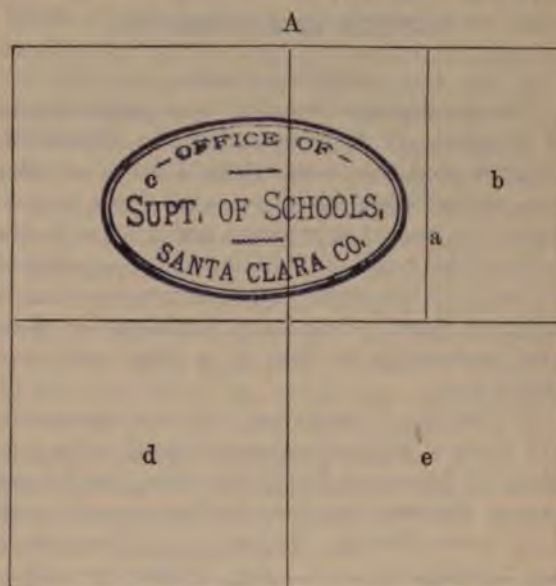 A
OFFICE OF
c
b
SUPT. OF SCHOOLS,
a
SANTA CLARA CO.
d
e